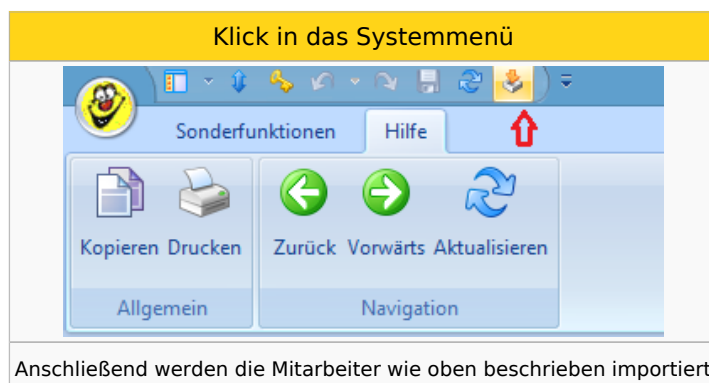 Klick in das Systemmenü
Sonderfunktionen Hilfe
Kopieren Drucken Zurück Vorwärts Aktualisieren
Allgemein Navigation
Anschließend werden die Mitarbeiter wie oben beschrieben importiert